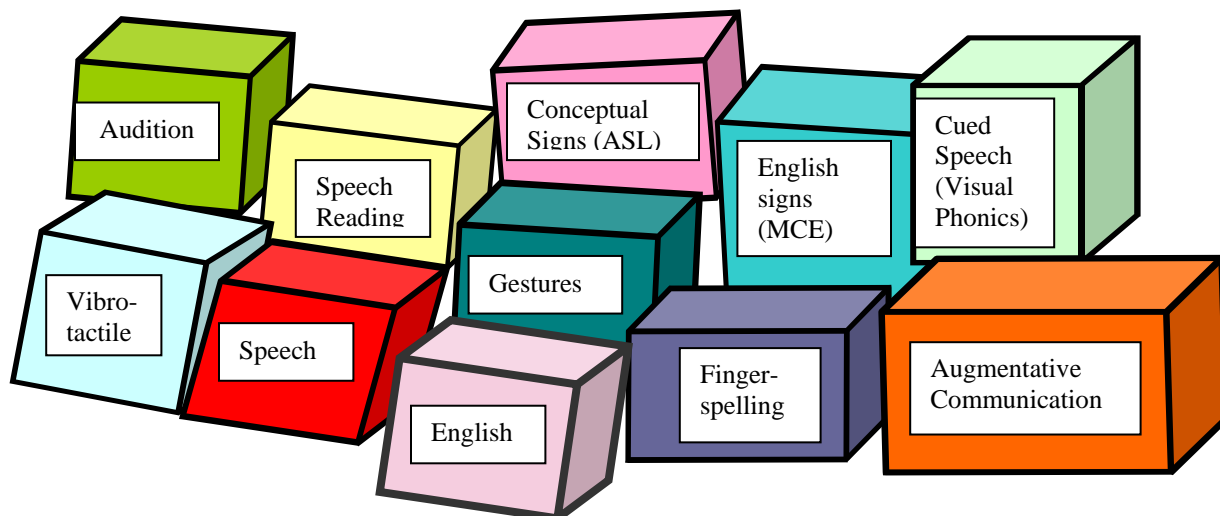 Audition
Speech
Reading
Conceptual
Signs (ASL)
English
signs
(MCE)
Cued
Speech
(Visual
Phonics)
Vibro-
tactile
Speech
Gestures
English
Finger-
spelling
Augmentative
Communication